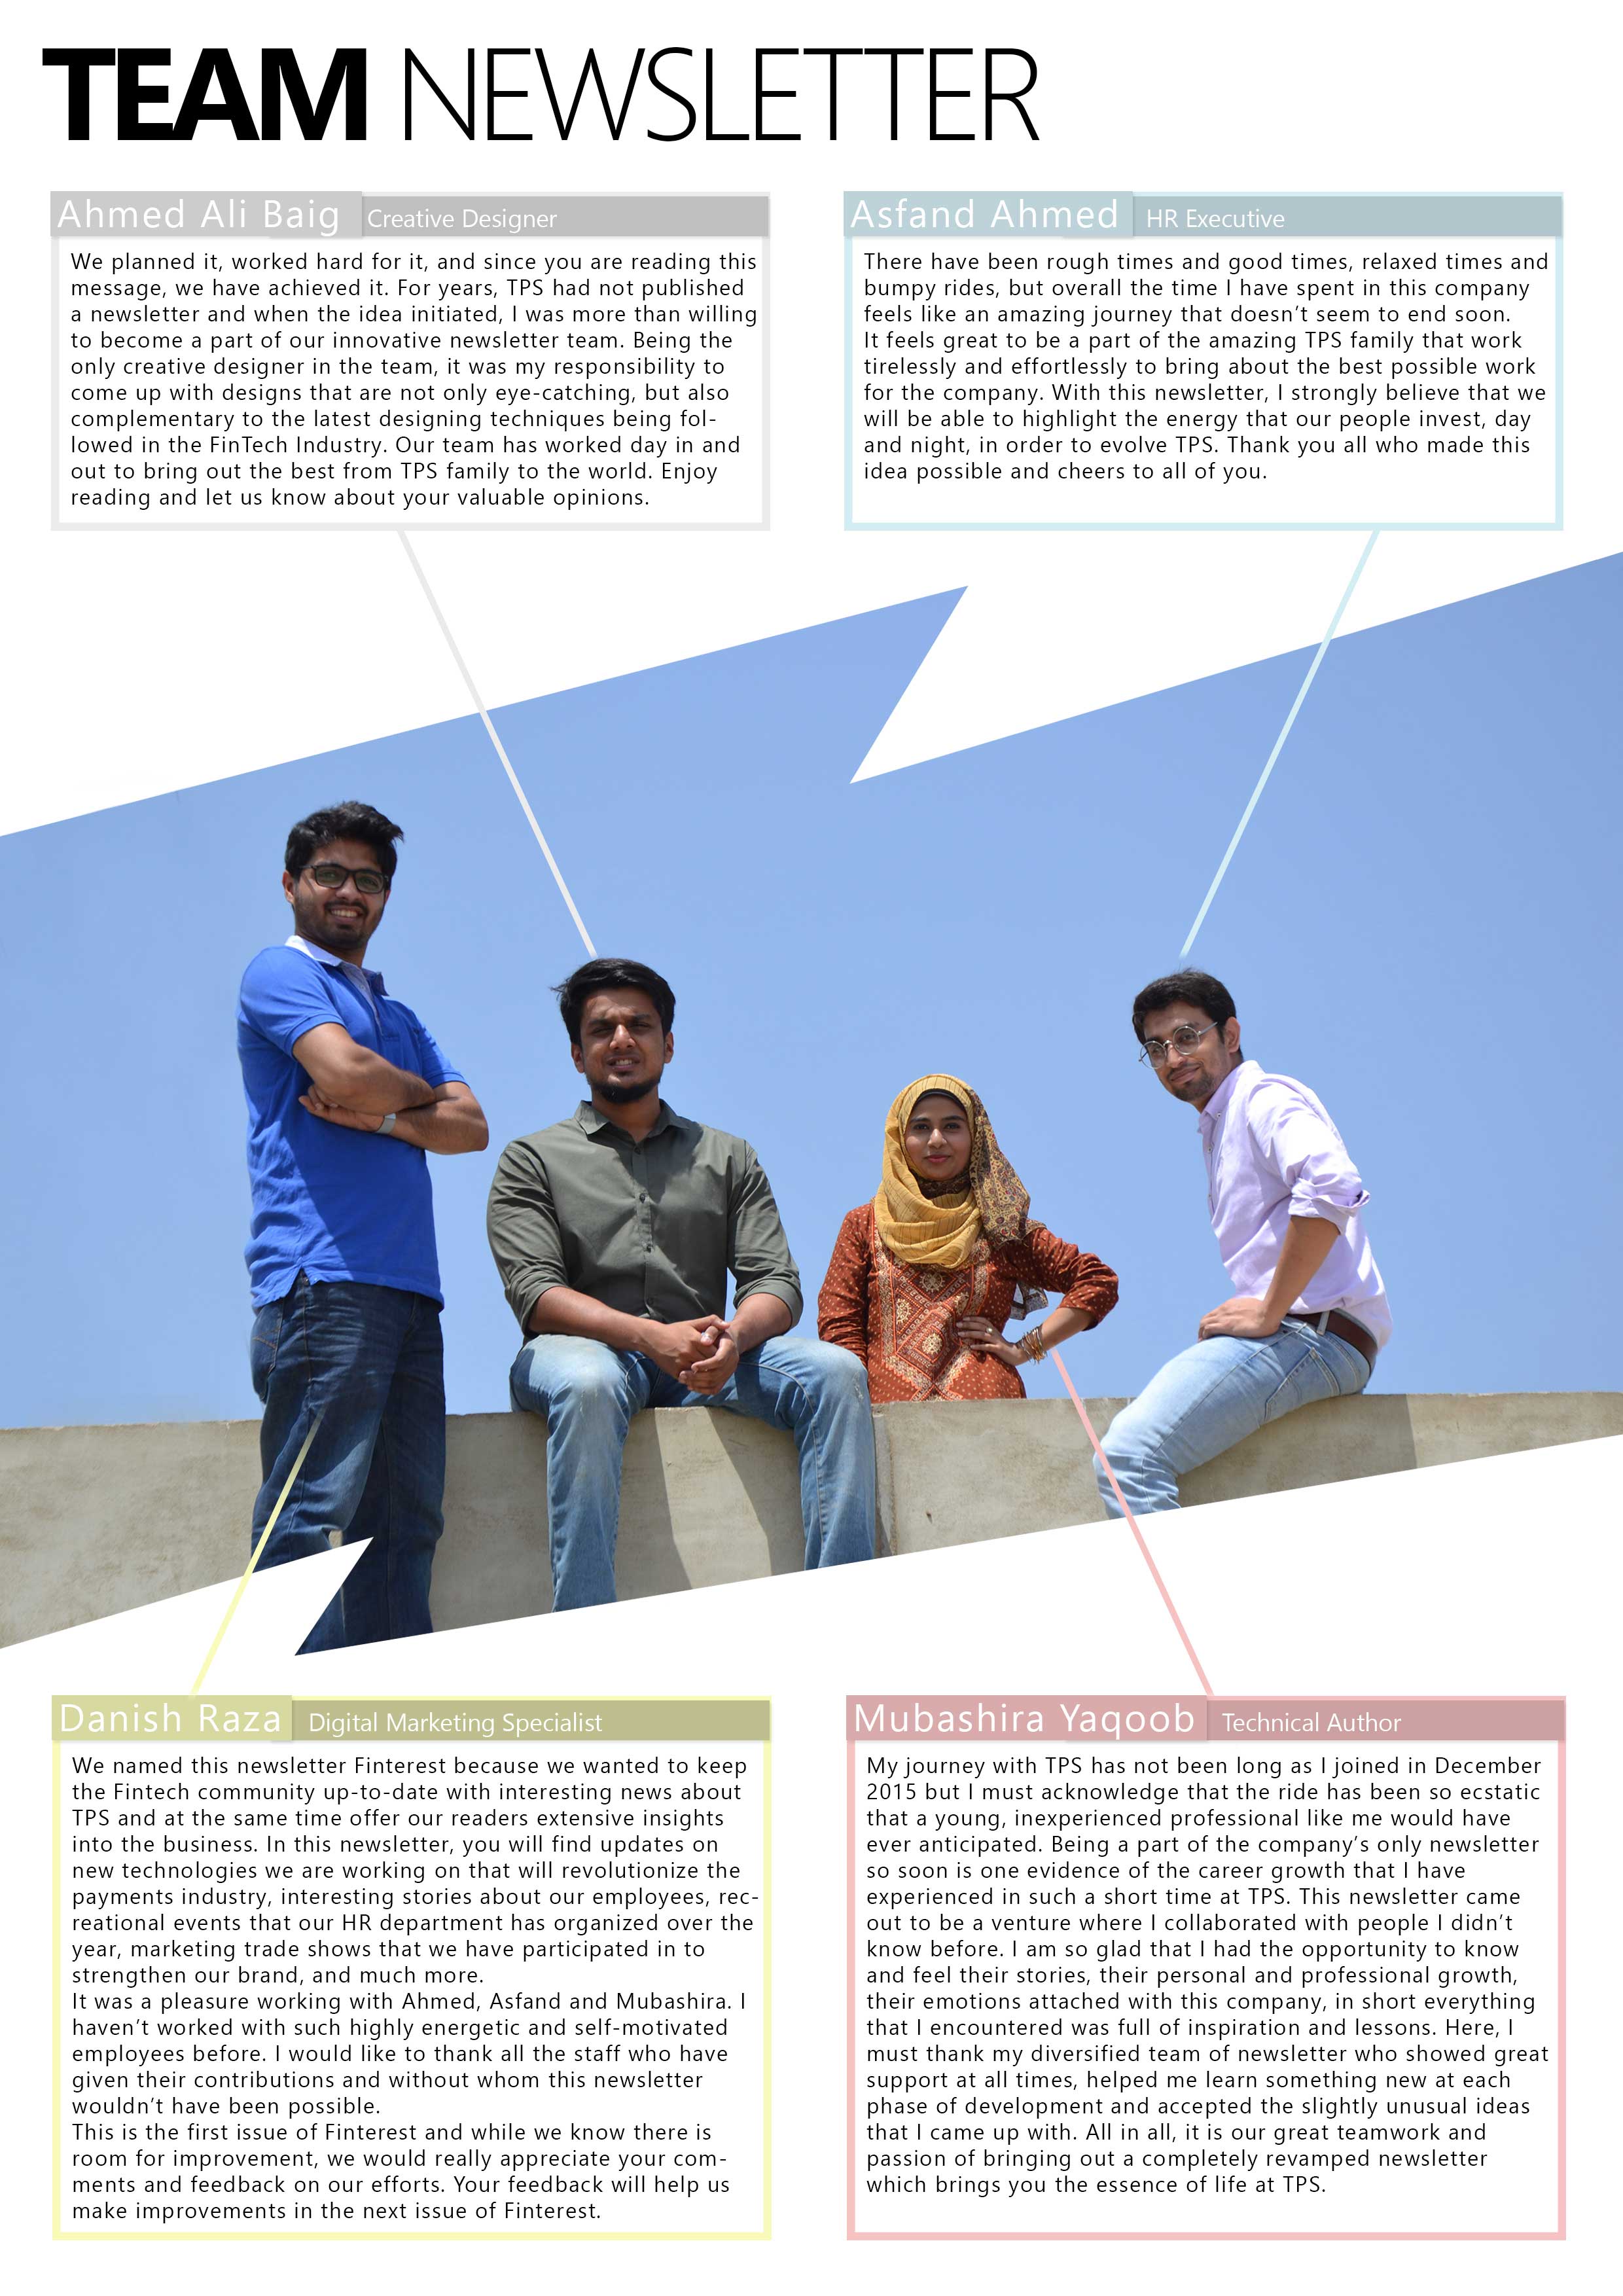 TEAM NEWSLETTER
Ahmed Ali Baig Creative Designer
We planned it, worked hard for it, and since you are reading this
message, we have achieved it. For years, TPS had not published
a newsletter and when the idea initiated, I was more than willing
to become a part of our innovative newsletter team. Being the
only creative designer in the team, it was my responsibility to
come up with designs that are not only eye-catching, but also
complementary to the latest designing techniques being fol-
lowed in the FinTech Industry. Our team has worked day in and
out to bring out the best from TPS family to the world. Enjoy
reading and let us know about your valuable opinions.
Asfand Ahmed HR Executive
There have been rough times and good times, relaxed times and
bumpy rides, but overall the time I have spent in this company
feels like an amazing journey that doesn't seem to end soon.
It feels great to be a part of the amazing TPS family that work
tirelessly and effortlessly to bring about the best possible work
for the company. With this newsletter, I strongly believe that we
will be able to highlight the energy that our people invest, day
and night, in order to evolve TPS. Thank you all who made this
idea possible and cheers to all of you.
Danish Raza Digital Marketing Specialist
We named this newsletter Finterest because we wanted to keep
the Fintech community up-to-date with interesting news about
TPS and at the same time offer our readers extensive insights
into the business. In this newsletter, you will find updates on
new technologies we are working on that will revolutionize the
payments industry, interesting stories about our employees, rec-
reational events that our HR department has organized over the
year, marketing trade shows that we have participated in to
strengthen our brand, and much more.
It was a pleasure working with Ahmed, Asfand and Mubashira. I
haven't worked with such highly energetic and self-motivated
employees before. I would like to thank all the staff who have
given their contributions and without whom this newsletter
wouldn't have been possible.
This is the first issue of Finterest and while we know there is
room for improvement, we would really appreciate your com-
ments and feedback on our efforts. Your feedback will help us
make improvements in the next issue of Finterest.
Mubashira Yaqoob Technical Author
My journey with TPS has not been long as I joined in December
2015 but I must acknowledge that the ride has been so ecstatic
that a young, inexperienced professional like me would have
ever anticipated. Being a part of the company's only newsletter
so soon is one evidence of the career growth that I have
experienced in such a short time at TPS. This newsletter came
out to be a venture where I collaborated with people I didn't
know before. I am so glad that I had the opportunity to know
and feel their stories, their personal and professional growth,
their emotions attached with this company, in short everything
that I encountered was full of inspiration and lessons. Here, I
must thank my diversified team of newsletter who showed great
support at all times, helped me learn something new at each
phase of development and accepted the slightly unusual ideas
that I came up with. All in all, it is our great teamwork and
passion of bringing out a completely revamped newsletter
which brings you the essence of life at TPS.